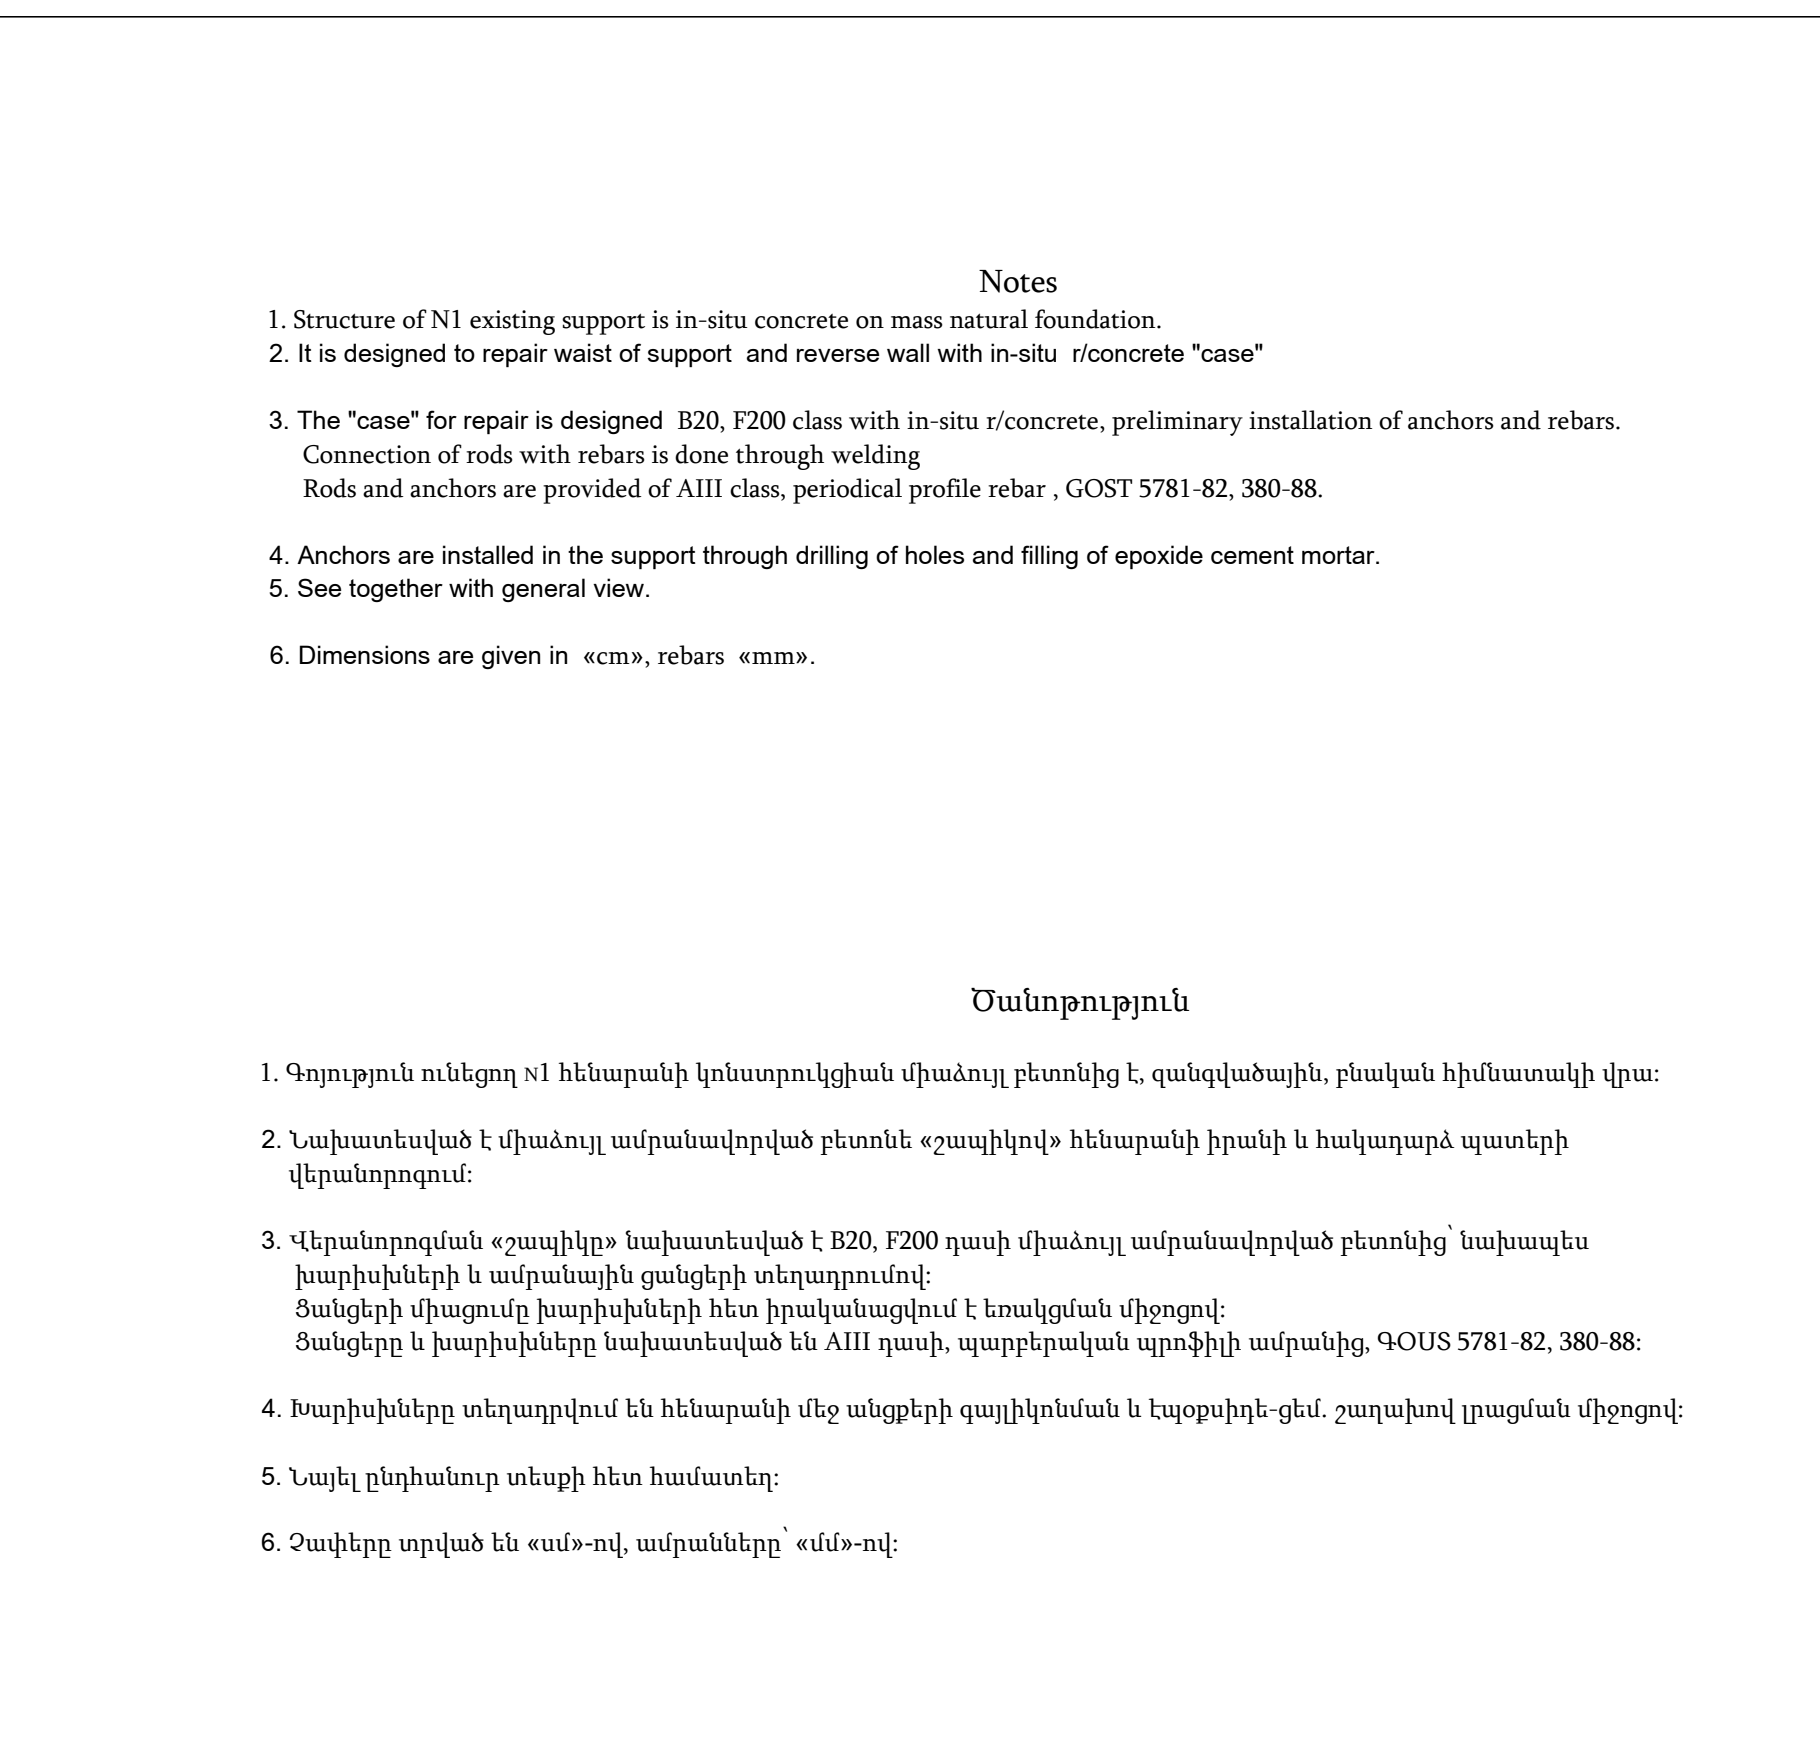 Notes
1. Structure of N1 existing support is in-situ concrete on mass natural foundation.
2. It is designed to repair waist of support and reverse wall with in-situ r/concrete "case"
3. The "case" for repair is designed B20, F200 class with in-situ r/concrete, preliminary installation of anchors and rebars.
Connection of rods with rebars is done through welding
Rods and anchors are provided of AIII class, periodical profile rebar , GOST 5781-82, 380-88.
4. Anchors are installed in the support through drilling of holes and filling of epoxide cement mortar.
5. See together with general view.
6. Dimensions are given in «cm», rebars «mm».
Ծանոթություն
1. Գոյություն ունեցող N1 հենարանի կոնստրուկցիան միաձույլ բետոնից է, զանգվածային, բնական հիմնատակի վրա։
2. Նախատեսված է միաձույլ ամրանավորված բետոնե «շապիկով» հենարանի իրանի և հակադարձ պատերի
վերանորոգում։
3. Վերանորոգման «շապիկը» նախատեսված է B20, F200 դասի միաձույլ ամրանավորված բետոնից՝ նախապես
խարիսխների և ամրանային ցանցերի տեղադրումով։
Ցանցերի միացումը խարիսխների հետ իրականացվում է եռակցման միջոցով։
Ցանցերը և խարիսխները նախատեսված են AIII դասի, պարբերական պրոֆիլի ամրանից, ԳՕՍՏ 5781-82, 380-88։
4. Խարիսխները տեղադրվում են հենարանի մեջ անցքերի գայլիկոնման և էպօքսիդե-ցեմ. շաղախով լրացման միջոցով։
5. Նայել ընդհանուր տեսքի հետ համատեղ։
6. Չափերը տրված են «սմ»-ով, ամրանները՝ «մմ»-ով։